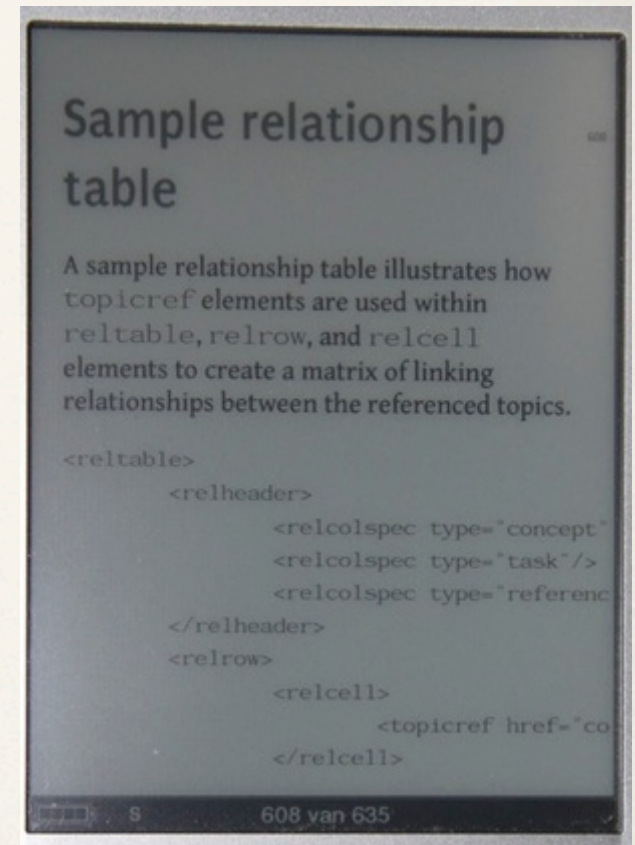 Sample relationship
608
table
A sample relationship table illustrates how
topicref elements are used within
reltable, relrow, and relcell
elements to create a matrix of linking
relationships between the referenced topics.
<reltable>
<relheader>
<relcolspec type="concept"
<relcolspec type="task"/>
<relcolspec type="referenc
</relheader>
<relrow>
<relcell>
<topicref href="co
</relcell>
S 608 van 635